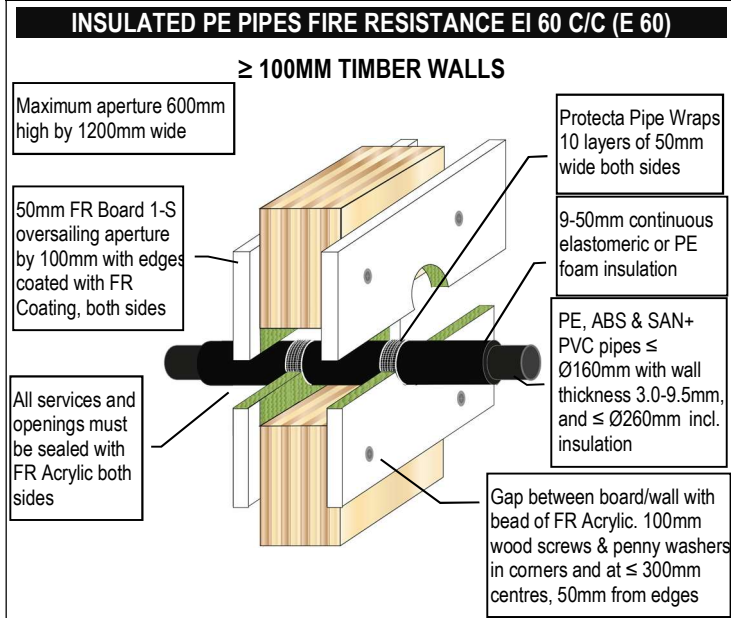 INSULATED PE PIPES FIRE RESISTANCE EI 60 C/C (E 60)
≥ 100MM TIMBER WALLS
Maximum aperture 600mm
high by 1200mm wide
50mm FR Board 1-S
oversailing aperture
by 100mm with edges
coated with FR
Coating, both sides
All services and
openings must
be sealed with
FR Acrylic both
sides
Protecta Pipe Wraps
10 layers of 50mm
wide both sides
9-50mm continuous
elastomeric or PE
foam insulation
PE, ABS & SAN+
PVC pipes ≤
Ø160mm with wall
thickness 3.0-9.5mm,
and ≤ Ø260mm incl.
insulation
Gap between board/wall with
bead of FR Acrylic. 100mm
wood screws & penny washers
in corners and at ≤ 300mm
centres, 50mm from edges